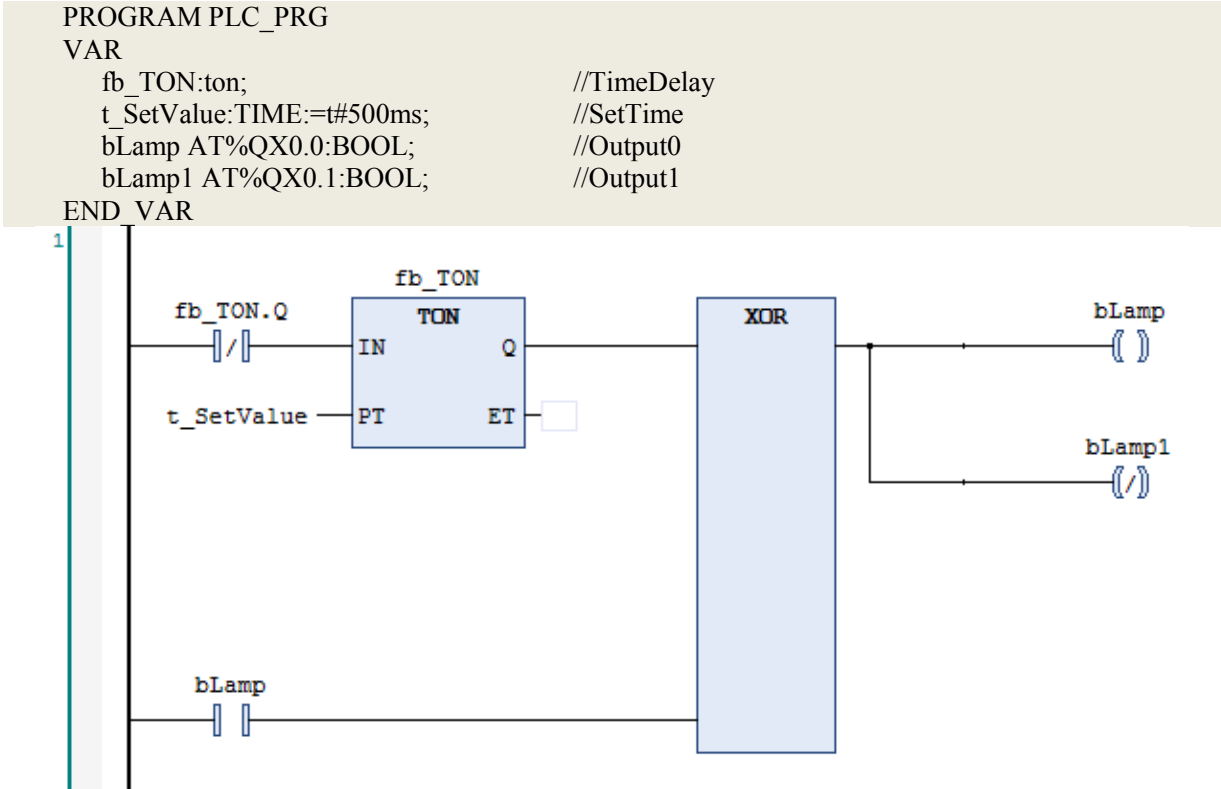 PROGRAM PLC_PRG
VAR
fb_TON:ton; //TimeDelay
t_SetValue:TIME:=t#500ms; //SetTime
bLamp AT%QX0.0:BOOL; //Output0
bLamp1 AT%QX0.1:BOOL; //Output1
END_VAR
1
fb_TON
fb_TON.Q TON XOR bLamp
/ IN Q ( )
t_SetValue PT ET
bLamp1
(/)
bLamp